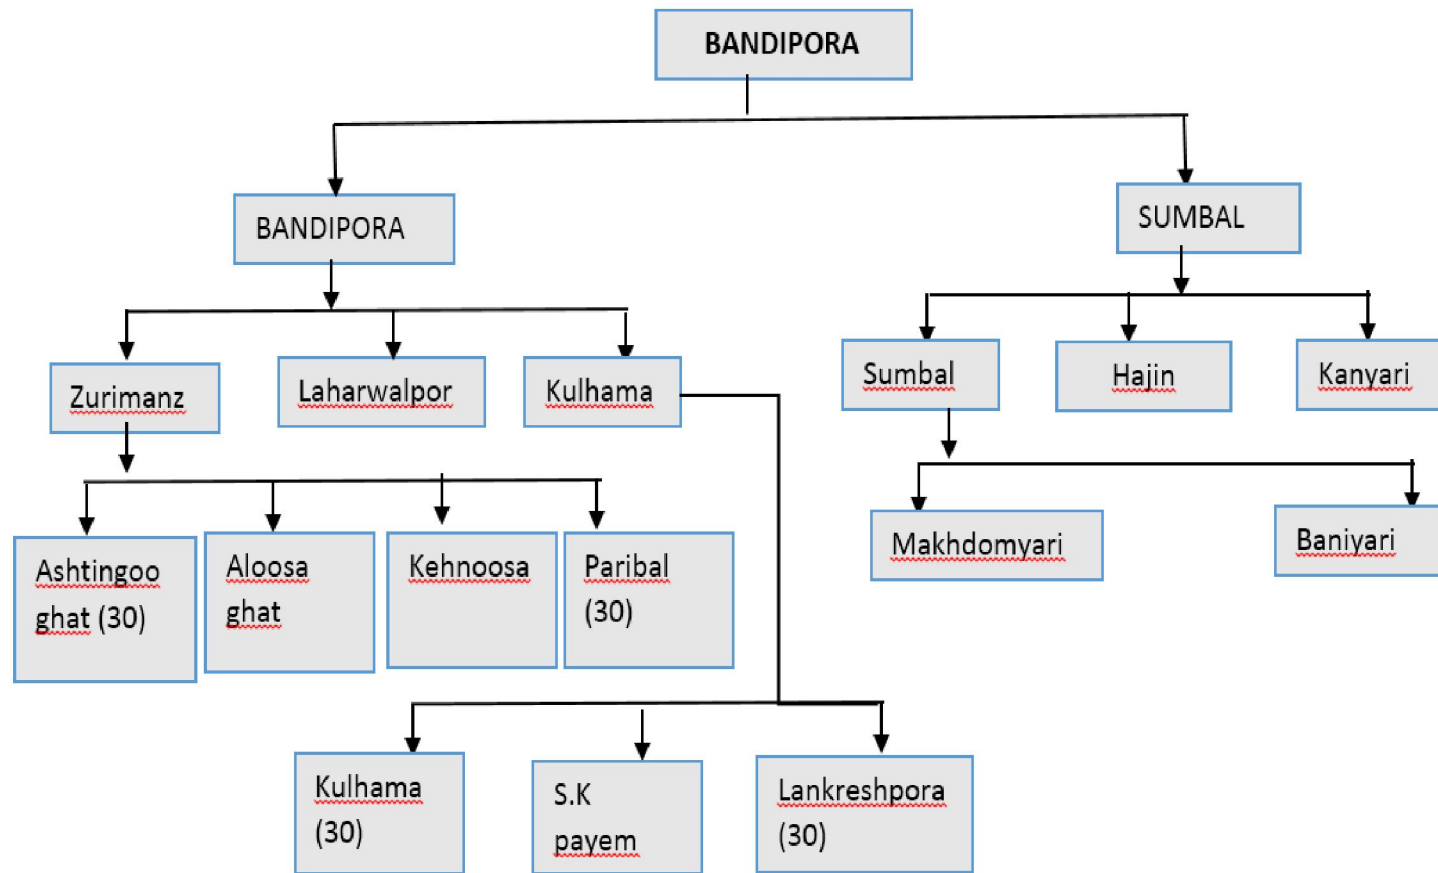 BANDIPORA
BANDIPORA
SUMBAL
Zurimanz
Laharwalpor
Kulhama
Sumbal
Hajin
Kanyari
Makhdomyari
Baniyari
Ashtingoo
ghat (30)
Aloosa
ghat
Kehnoosa
Paribal
(30)
Kulhama
(30)
S.K
payem
Lankreshpora
(30)